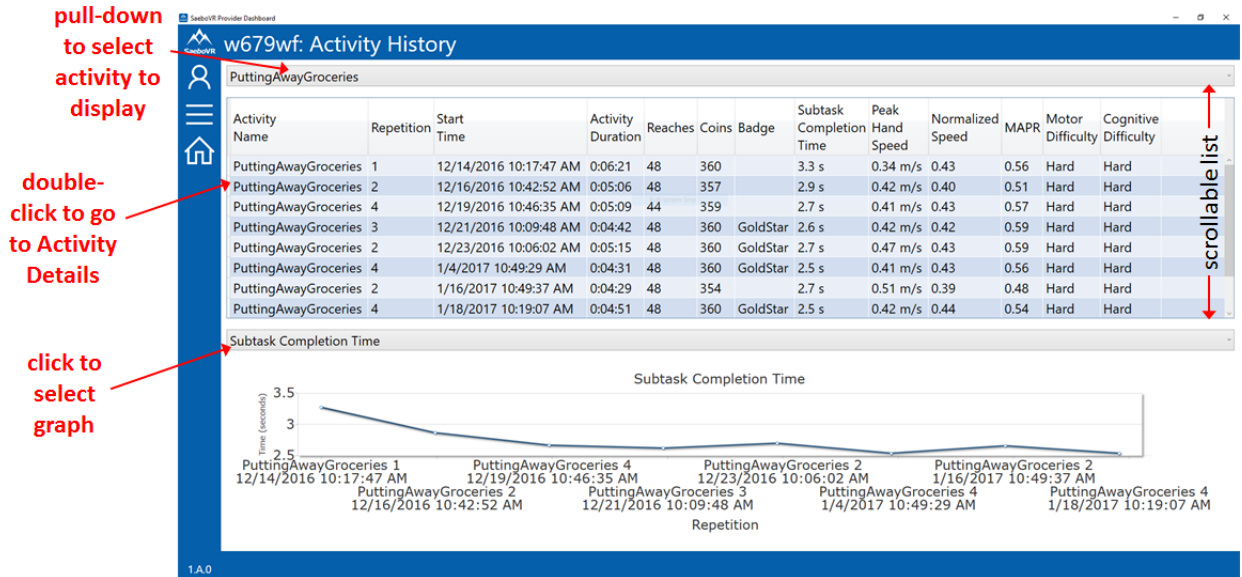 pull-down
to select
activity to
display
double-
click to go
to Activity
Details
click to
select
graph
SaeboVR Provider Dashboard
SaeboVR
w679wf: Activity History
PuttingAwayGroceries
Activity Name Repetition Start Time Activity Duration Reaches Coins Badge Subtask Completion Time Peak Hand Speed Normalized Speed MAPR Motor Difficulty Cognitive Difficulty
PuttingAwayGroceries 1 12/14/2016 10:17:47 AM 0:06:21 48 360 3.3 s 0.34 m/s 0.43 0.56 Hard Hard
PuttingAwayGroceries 2 12/16/2016 10:42:52 AM 0:05:06 48 357 2.9 s 0.42 m/s 0.40 0.51 Hard Hard
PuttingAwayGroceries 4 12/19/2016 10:46:35 AM 0:05:09 44 359 2.7 s 0.41 m/s 0.43 0.57 Hard Hard
PuttingAwayGroceries 3 12/21/2016 10:09:48 AM 0:04:42 48 360 GoldStar 2.6 s 0.42 m/s 0.42 0.59 Hard Hard
PuttingAwayGroceries 2 12/23/2016 10:06:02 AM 0:05:15 48 360 GoldStar 2.7 s 0.47 m/s 0.43 0.59 Hard Hard
PuttingAwayGroceries 4 1/4/2017 10:49:29 AM 0:04:31 48 360 GoldStar 2.5 s 0.41 m/s 0.43 0.56 Hard Hard
PuttingAwayGroceries 2 1/16/2017 10:49:37 AM 0:04:29 48 354 2.7 s 0.51 m/s 0.39 0.48 Hard Hard
PuttingAwayGroceries 4 1/18/2017 10:19:07 AM 0:04:51 48 360 GoldStar 2.5 s 0.42 m/s 0.44 0.54 Hard Hard
scrollable list
Subtask Completion Time
Subtask Completion Time
Time (seconds)
3.5
3
2.5
PuttingAwayGroceries 1 PuttingAwayGroceries 4 PuttingAwayGroceries 2 PuttingAwayGroceries 2
12/14/2016 10:17:47 AM 12/19/2016 10:46:35 AM 12/23/2016 10:06:02 AM 1/16/2017 10:49:37 AM
PuttingAwayGroceries 2 PuttingAwayGroceries 3 PuttingAwayGroceries 4 PuttingAwayGroceries 4
12/16/2016 10:42:52 AM 12/21/2016 10:09:48 AM 1/4/2017 10:49:29 AM 1/18/2017 10:19:07 AM
Repetition
1.A.0